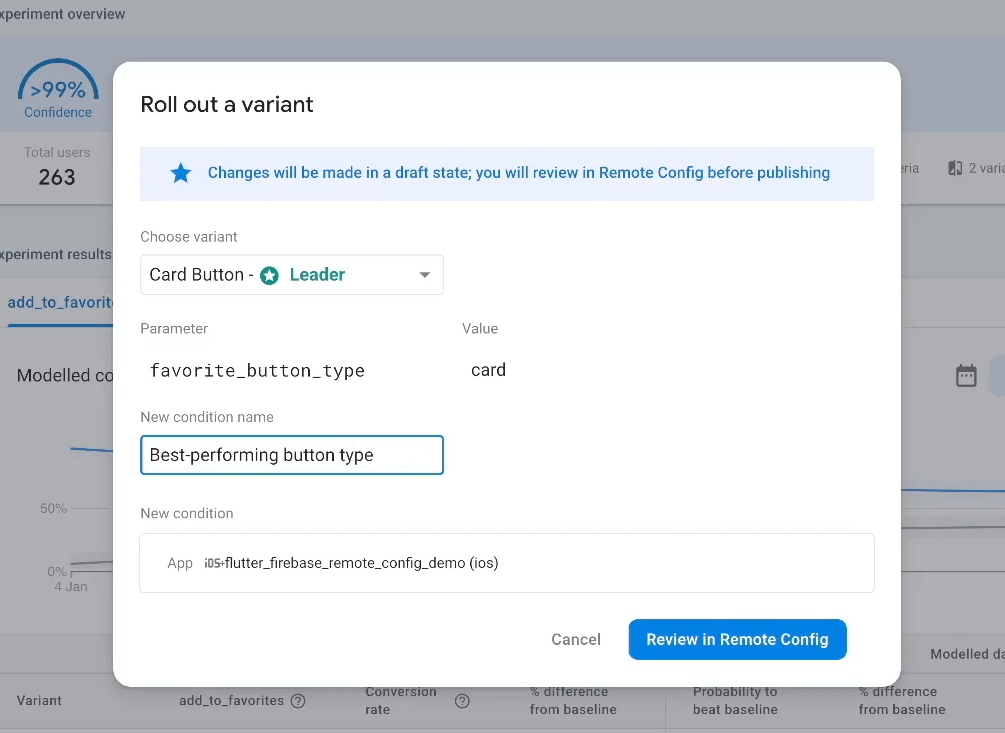 xperiment overview
>99%
Confidence
Total users
263
eria
2 varia
xperiment results
add_to_favorit
Modelled co
50%
0%
4 Jan
Roll out a variant
Changes will be made in a draft state; you will review in Remote Config before publishing
Choose variant
Card Button - Leader
Parameter Value
favorite_button_type card
New condition name
Best-performing button type
New condition
App iOS+ flutter_firebase_remote_config_demo (ios)
Cancel Review in Remote Config
Modelled da
Variant add_to_favorites ? Conversion rate ? % difference from baseline Probability to beat baseline % difference from baseline